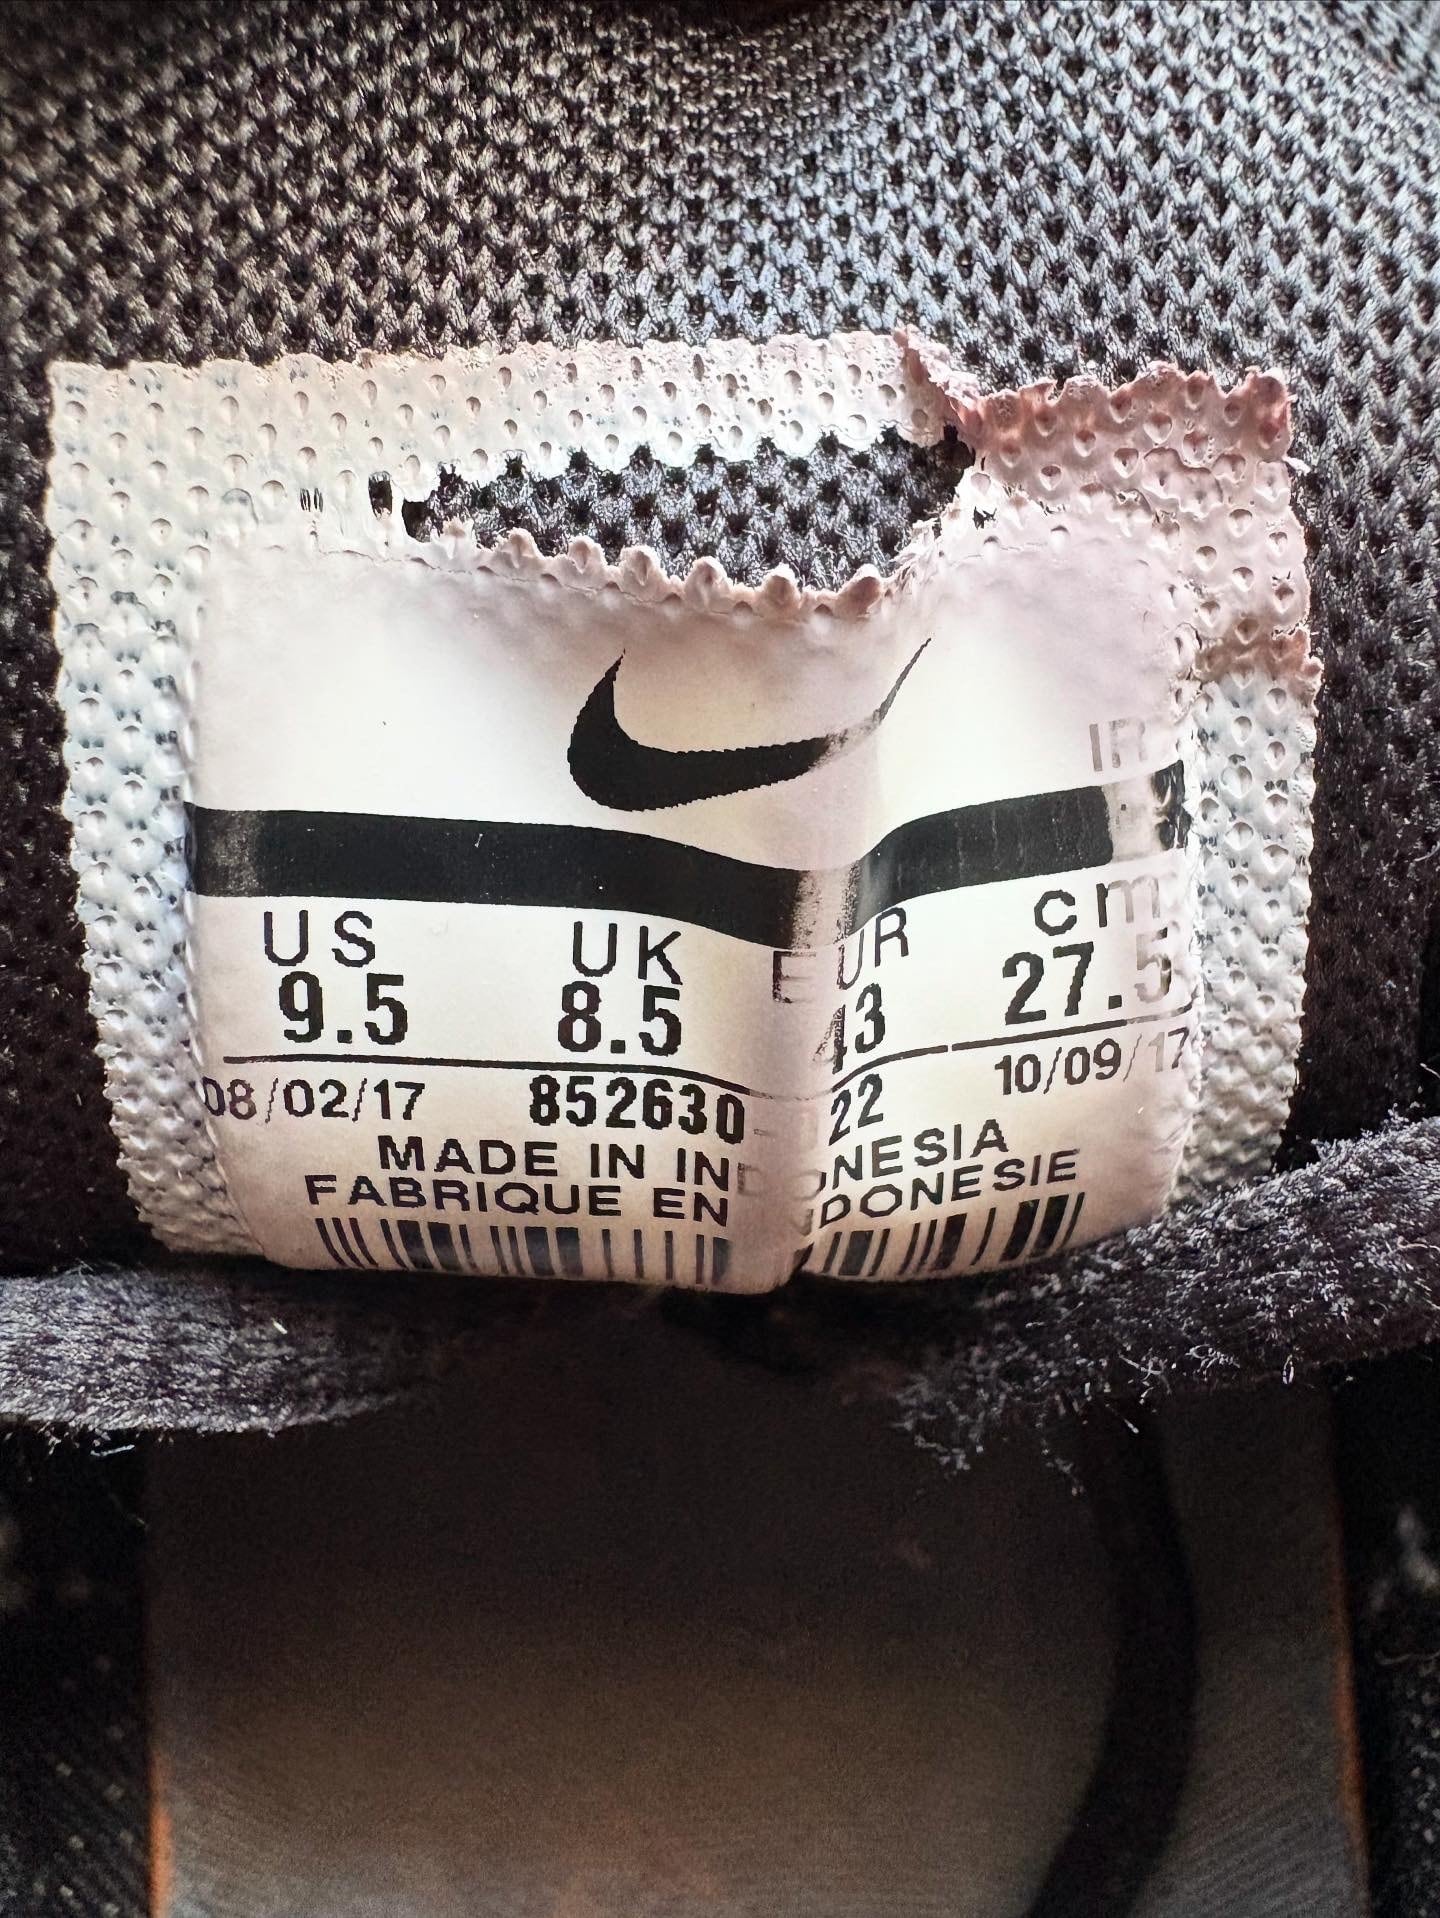 IR
US UK EUR cm
9.5 8.5 43 27.5
08/02/17 852630 22 10/09/17
MADE IN INDONESIA
FABRIQUE EN INDONESIE